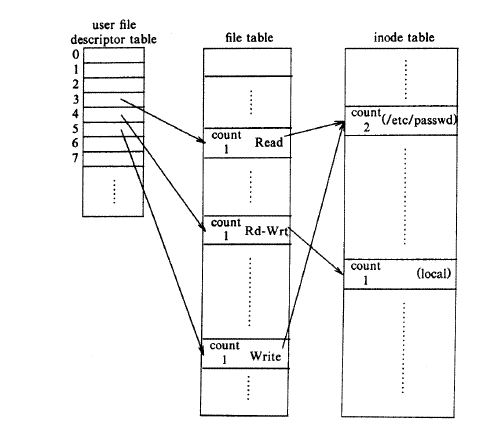 user file
descriptor table
file table
inode table
0
1
2
3
4
5
6
7
count
1 Read
count
1 Rd-Wrt
count
1 Write
count
2 (/etc/passwd)
count
1 (local)